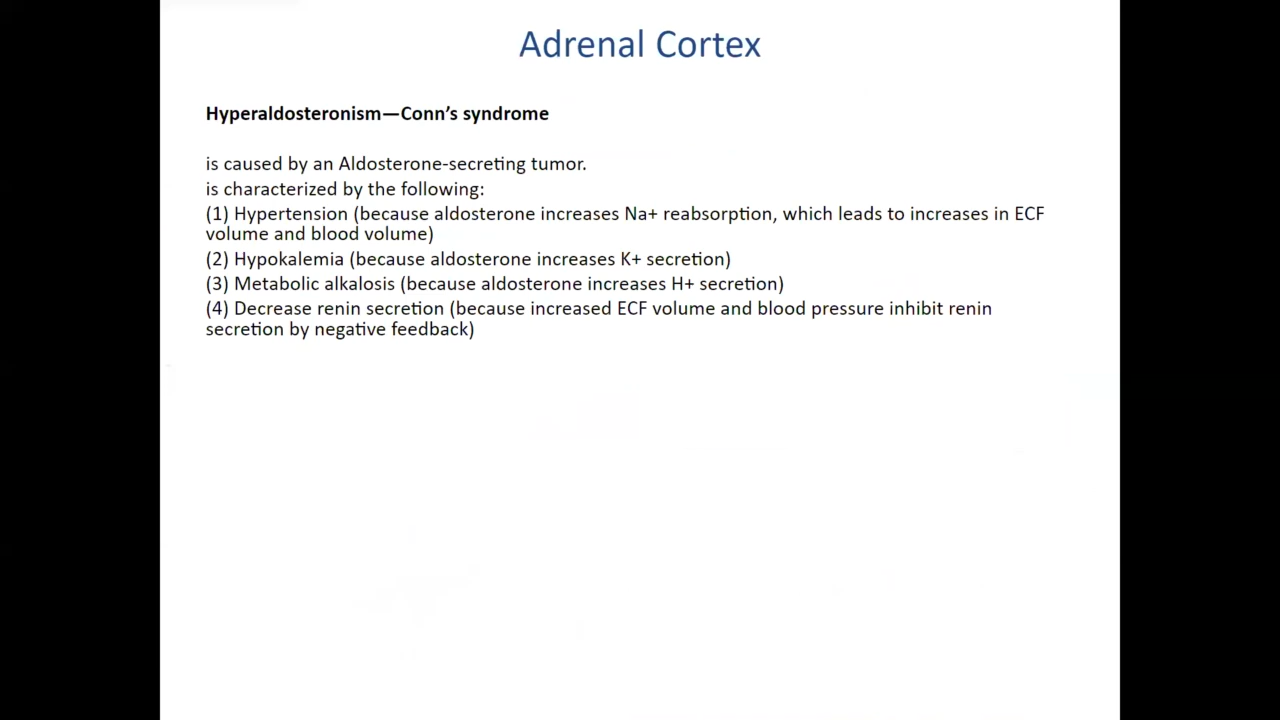 Adrenal Cortex
Hyperaldosteronism—Conn’s syndrome
is caused by an Aldosterone-secreting tumor.
is characterized by the following:
(1) Hypertension (because aldosterone increases Na+ reabsorption, which leads to increases in ECF
volume and blood volume)
(2) Hypokalemia (because aldosterone increases K+ secretion)
(3) Metabolic alkalosis (because aldosterone increases H+ secretion)
(4) Decrease renin secretion (because increased ECF volume and blood pressure inhibit renin
secretion by negative feedback)